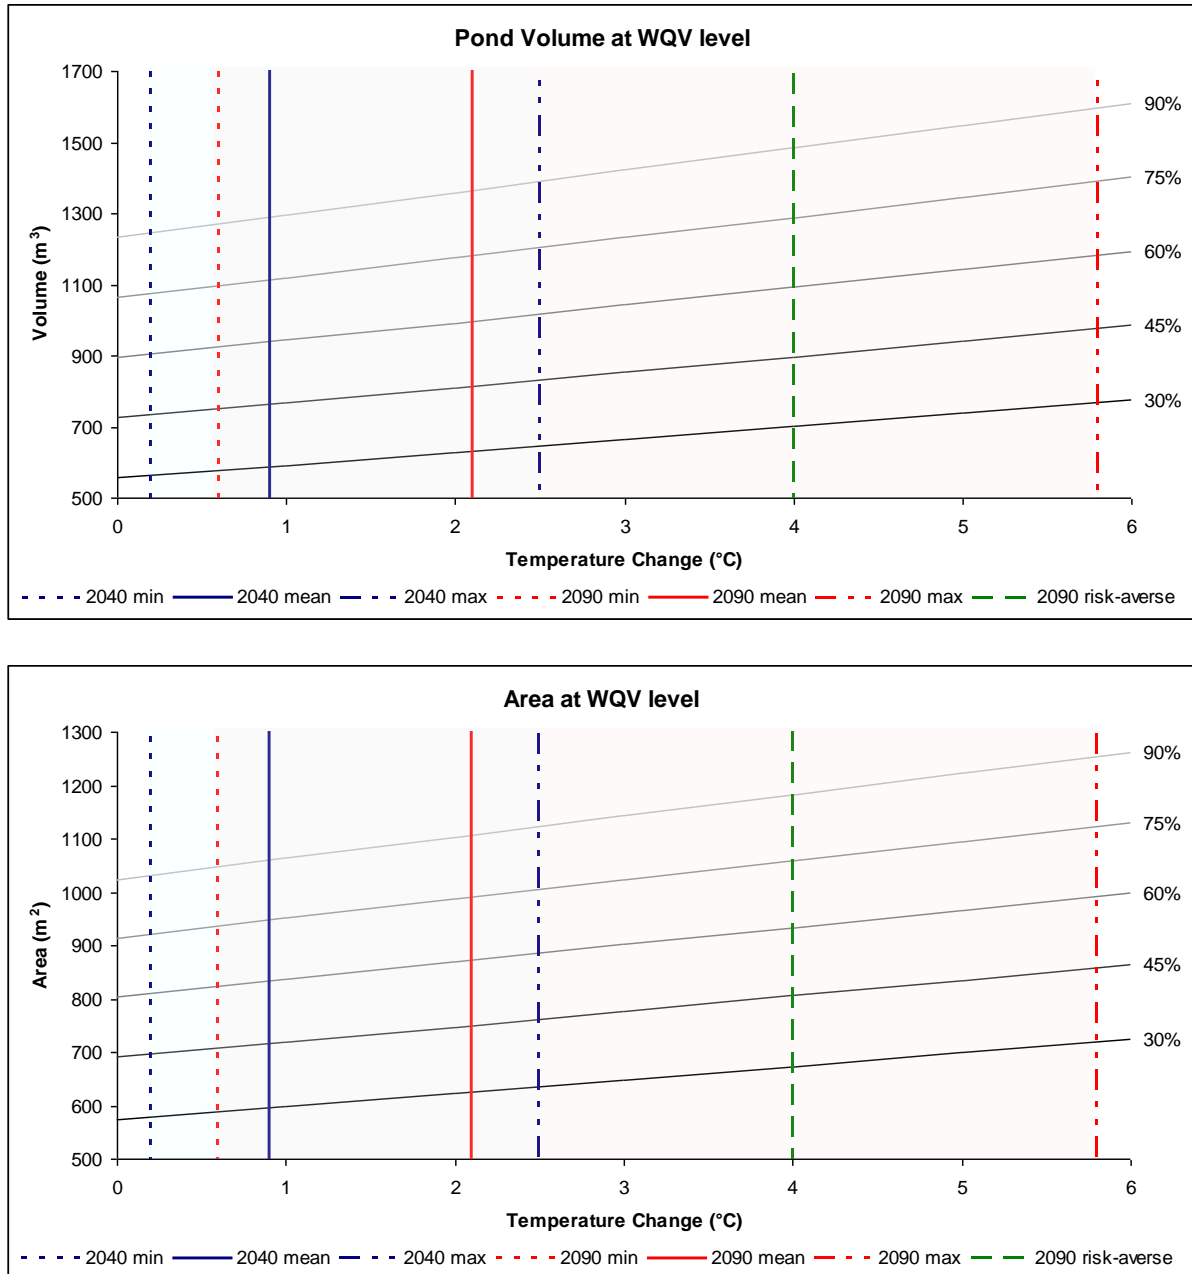 Pond Volume at WQV level
1700
1500
1300
1100
900
700
500
Volume (m³)
90%
75%
60%
45%
30%
0 1 2 3 4 5 6
Temperature Change (°C)
2040 min 2040 mean 2040 max 2090 min 2090 mean 2090 max 2090 risk-averse
Area at WQV level
1300
1200
1100
1000
900
800
700
600
500
Area (m²)
90%
75%
60%
45%
30%
0 1 2 3 4 5 6
Temperature Change (°C)
2040 min 2040 mean 2040 max 2090 min 2090 mean 2090 max 2090 risk-averse